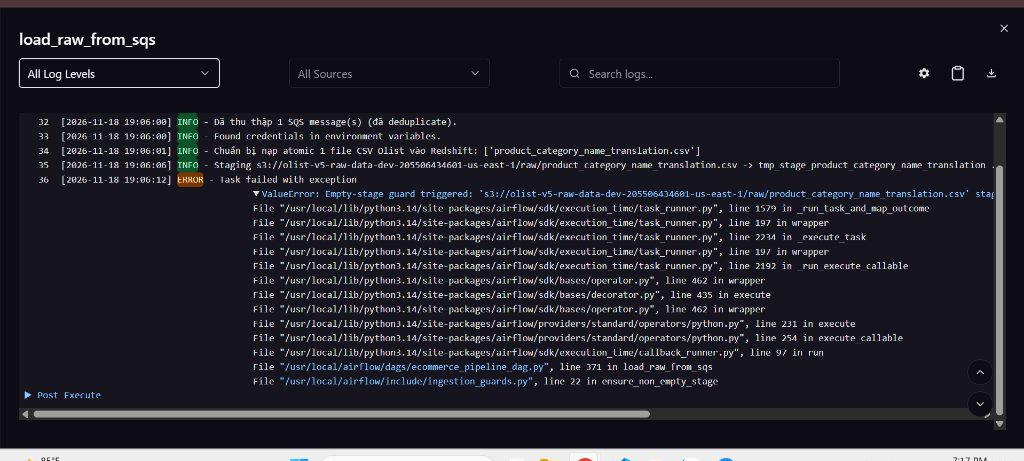 load_raw_from_sqs
All Log Levels
All Sources
Search logs...
32 [2026-11-18 19:06:00] INFO - Đã thu thập 1 SQS message(s) (đã deduplicate).
33 [2026-11-18 19:06:00] INFO - Found credentials in environment variables.
34 [2026-11-18 19:06:01] INFO - Chuẩn bị nạp atomic 1 file CSV Olist vào Redshift: ['product_category_name_translation.csv']
35 [2026-11-18 19:06:06] INFO - Staging s3://olist-v5-raw-data-dev-205506434601-us-east-1/raw/product_category_name_translation.csv -> tmp_stage_product_category_name_translation .
36 [2026-11-18 19:06:12] ERROR - Task failed with exception
▼ValueError: Empty-stage guard triggered: 's3://olist-v5-raw-data-dev-205506434601-us-east-1/raw/product_category_name_translation.csv' stag
File "/usr/local/lib/python3.14/site-packages/airflow/sdk/execution_time/task_runner.py", line 1579 in _run_task_and_map_outcome
File "/usr/local/lib/python3.14/site-packages/airflow/sdk/execution_time/task_runner.py", line 197 in wrapper
File "/usr/local/lib/python3.14/site-packages/airflow/sdk/execution_time/task_runner.py", line 2234 in _execute_task
File "/usr/local/lib/python3.14/site-packages/airflow/sdk/execution_time/task_runner.py", line 197 in wrapper
File "/usr/local/lib/python3.14/site-packages/airflow/sdk/execution_time/task_runner.py", line 2192 in _run_execute_callable
File "/usr/local/lib/python3.14/site-packages/airflow/sdk/bases/operator.py", line 462 in wrapper
File "/usr/local/lib/python3.14/site-packages/airflow/sdk/bases/decorator.py", line 435 in execute
File "/usr/local/lib/python3.14/site-packages/airflow/sdk/bases/operator.py", line 462 in wrapper
File "/usr/local/lib/python3.14/site-packages/airflow/providers/standard/operators/python.py", line 231 in execute
File "/usr/local/lib/python3.14/site-packages/airflow/providers/standard/operators/python.py", line 254 in execute_callable
File "/usr/local/lib/python3.14/site-packages/airflow/sdk/execution_time/callback_runner.py", line 97 in run
File "/usr/local/airflow/dags/ecommerce_pipeline_dag.py", line 371 in load_raw_from_sqs
File "/usr/local/airflow/include/ingestion_guards.py", line 22 in ensure_non_empty_stage
▶ Post Execute
85°F
7:17 PM